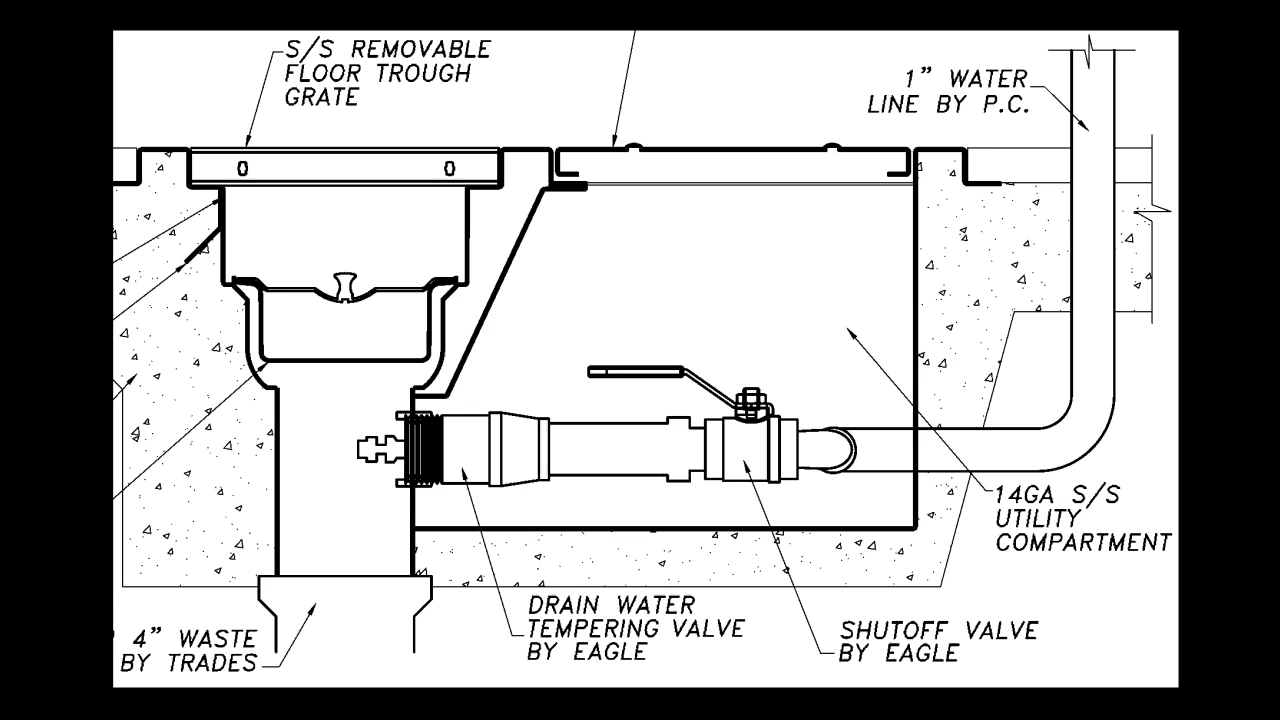 S/S REMOVABLE
FLOOR TROUGH
GRATE
1" WATER
LINE BY P.C.
14GA S/S
UTILITY
COMPARTMENT
DRAIN WATER
TEMPERING VALVE
BY EAGLE
SHUTOFF VALVE
BY EAGLE
4" WASTE
BY TRADES